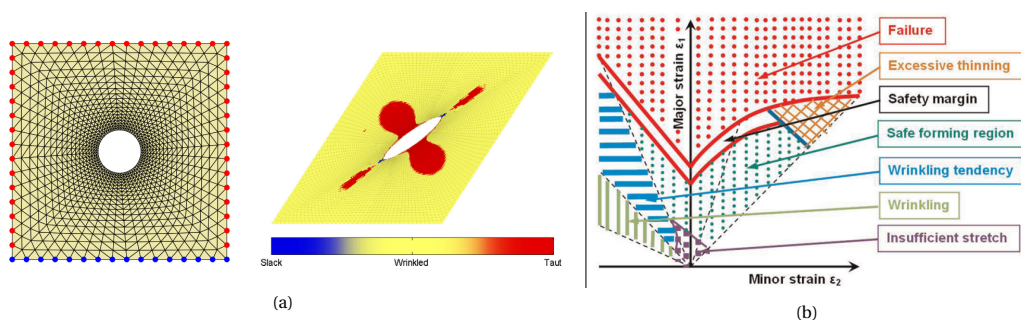 Slack
Wrinkled
Taut
(a)
Major strain ε1
Minor strain ε2
Failure
Excessive thinning
Safety margin
Safe forming region
Wrinkling tendency
Wrinkling
Insufficient stretch
(b)